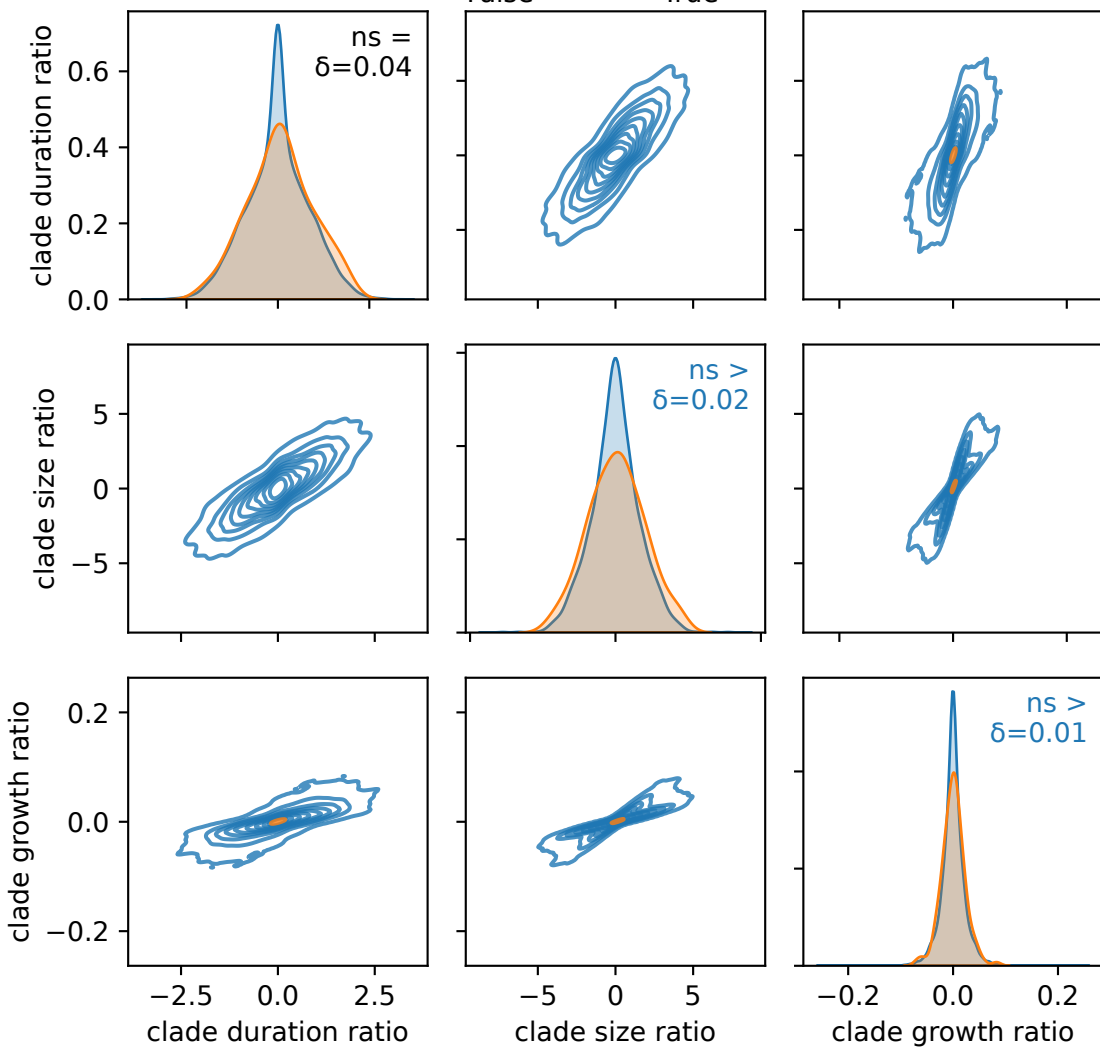 clade duration ratio
0.6
0.4
0.2
0.0
ns =
δ=0.04
clade size ratio
5
0
−5
ns >
δ=0.02
clade growth ratio
0.2
0.0
−0.2
ns >
δ=0.01
−2.5 0.0 2.5
−5 0 5
−0.2 0.0 0.2
clade duration ratio
clade size ratio
clade growth ratio